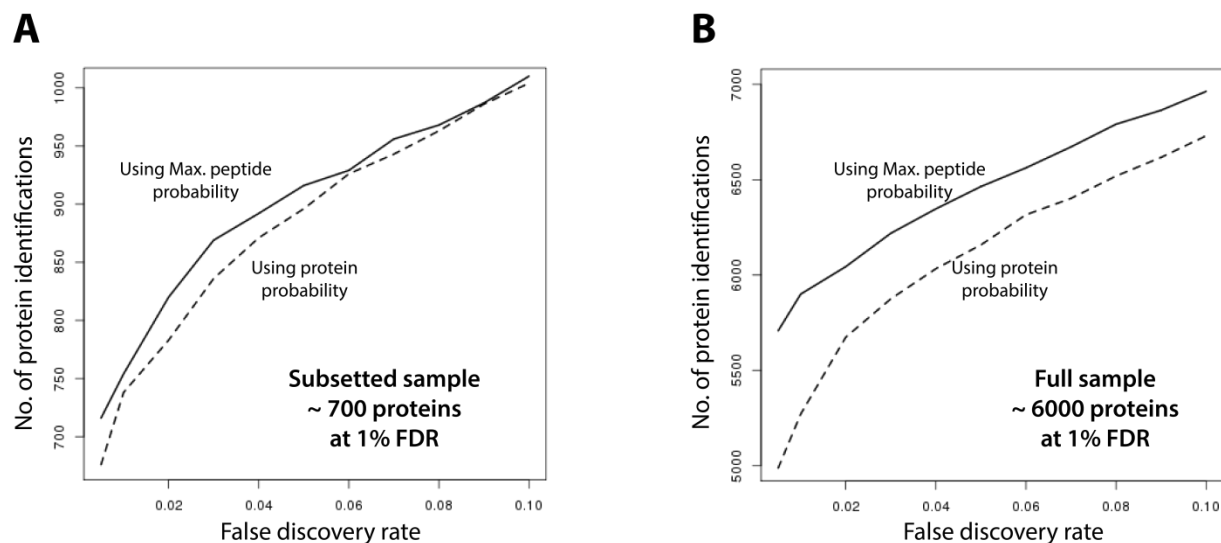 A
No. of protein identifications
1000
950
900
850
800
750
700
Using Max. peptide
probability
Using protein
probability
Subsetted sample
~ 700 proteins
at 1% FDR
0.02 0.04 0.06 0.08 0.10
False discovery rate
B
No. of protein identifications
7000
6500
6000
5500
5000
Using Max. peptide
probability
Using protein
probability
Full sample
~ 6000 proteins
at 1% FDR
0.02 0.04 0.06 0.08 0.10
False discovery rate